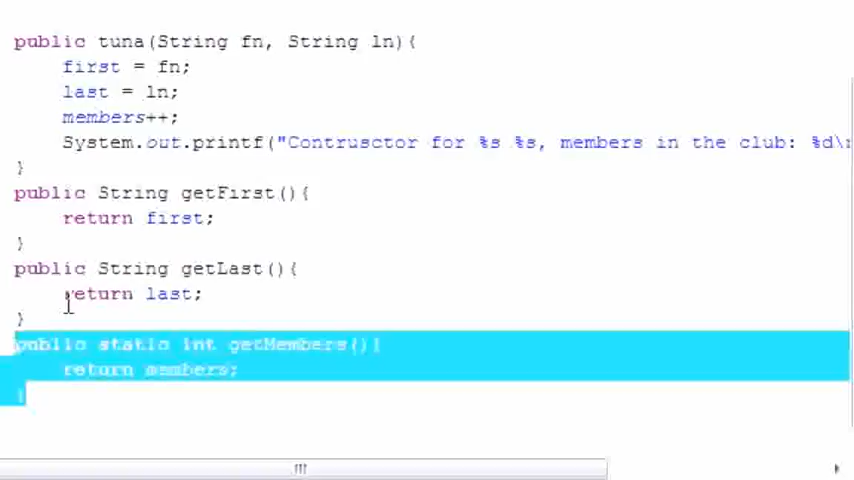 public tuna(String fn, String ln){
first = fn;
last = ln;
members++;
System.out.printf("Contrusctor for %s %s, members in the club: %d\
}
public String getFirst(){
return first;
}
public String getLast(){
return last;
}
public static int getMembers(){
return members;
}